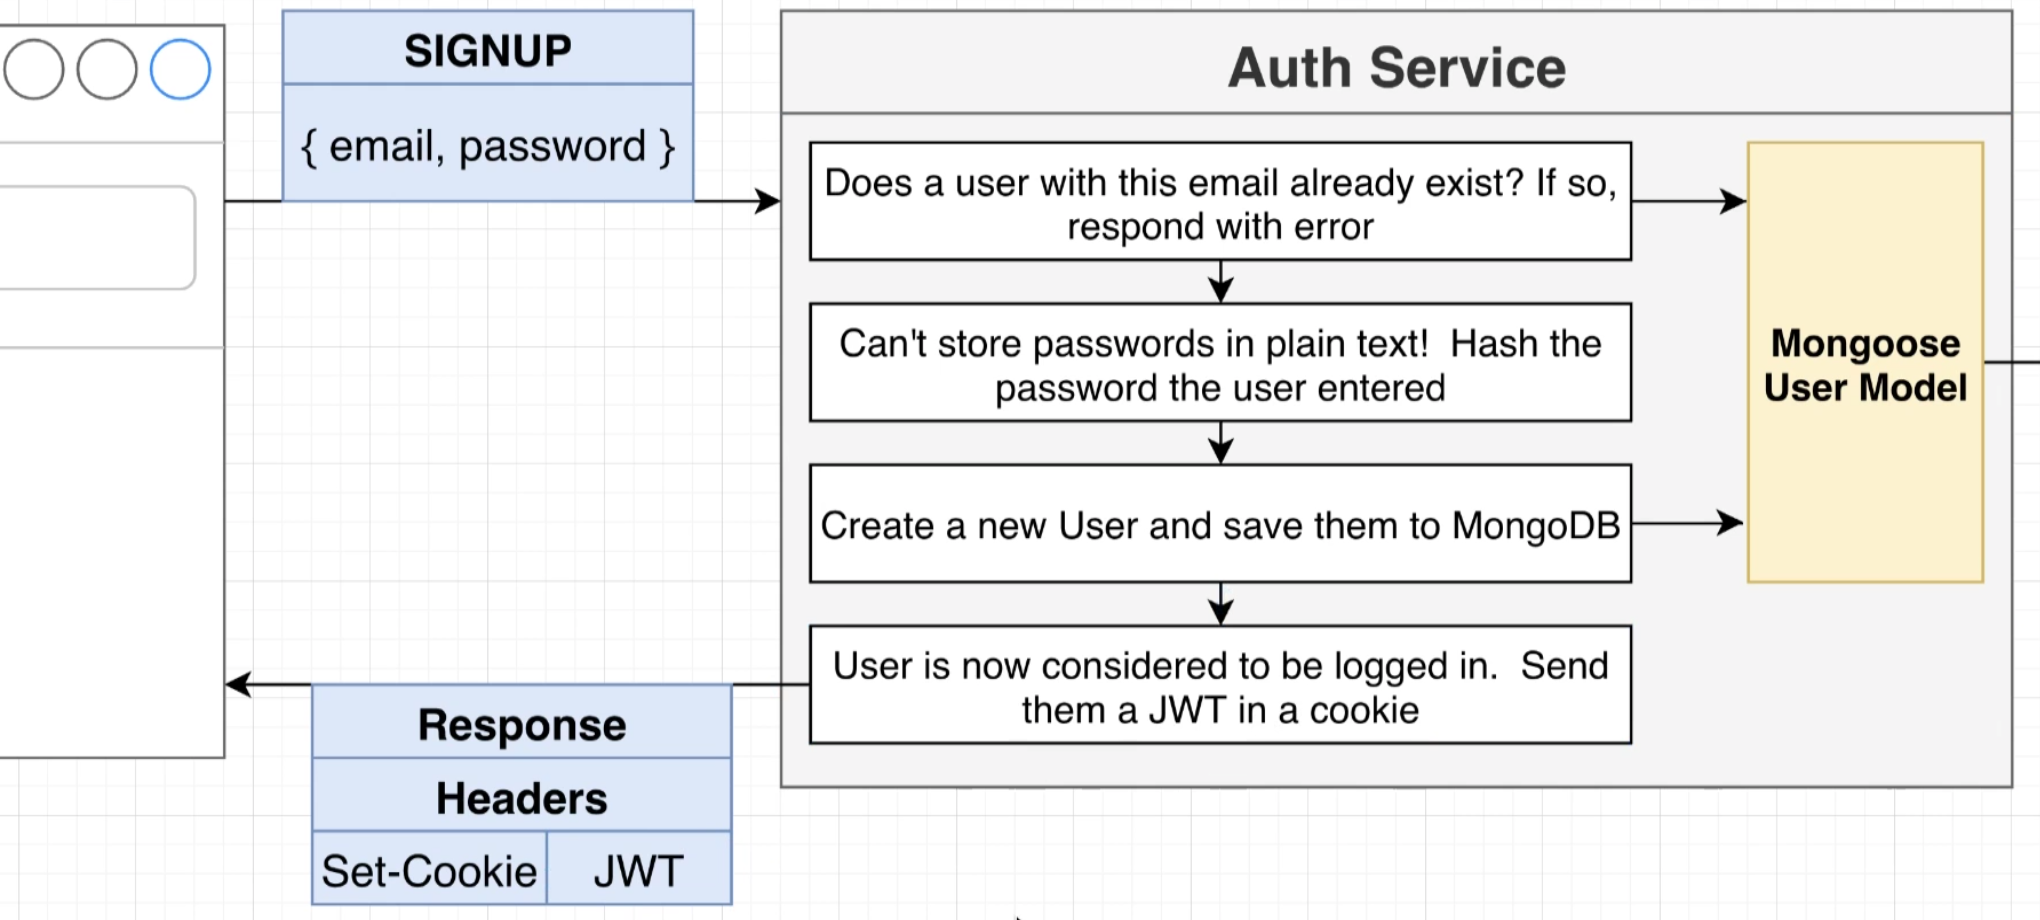 SIGNUP
{ email, password }
Auth Service
Does a user with this email already exist? If so,
respond with error
Can't store passwords in plain text!  Hash the
password the user entered
Create a new User and save them to MongoDB
User is now considered to be logged in.  Send
them a JWT in a cookie
Mongoose
User Model
Response
Headers
Set-Cookie JWT